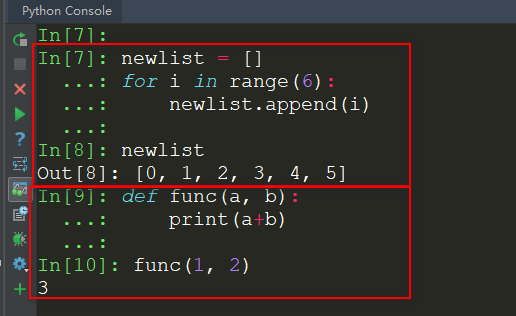 Python Console
In[7]:
In[7]: newlist = []
...: for i in range(6):
...:     newlist.append(i)
...:
In[8]: newlist
Out[8]: [0, 1, 2, 3, 4, 5]
In[9]: def func(a, b):
...:     print(a+b)
...:
In[10]: func(1, 2)
3